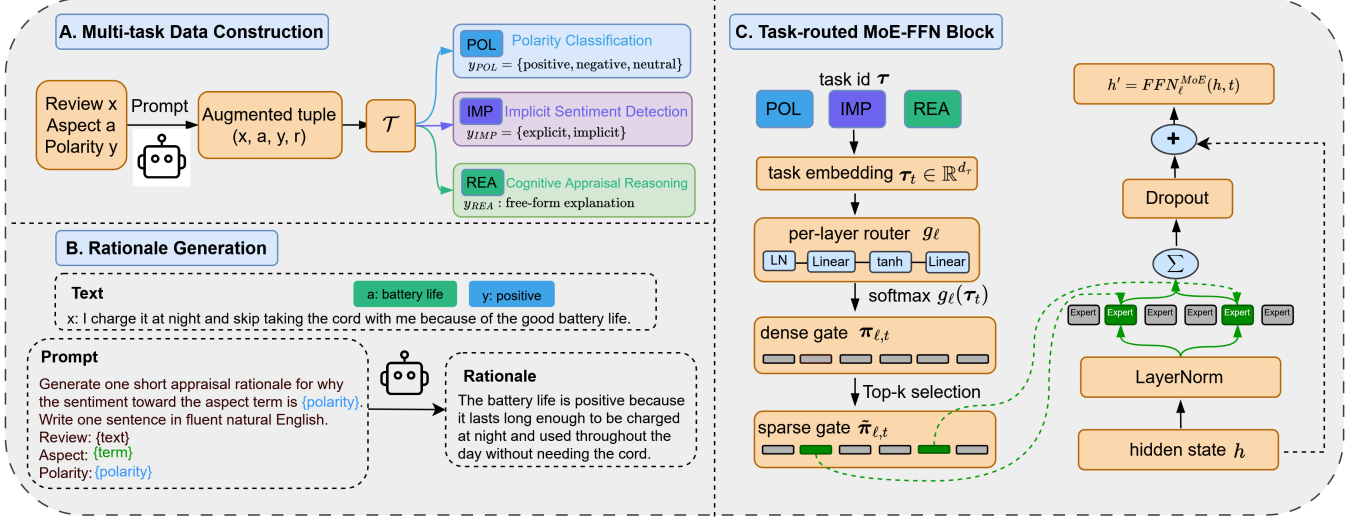 A. Multi-task Data Construction
Review x
Aspect a
Polarity y
Prompt
Augmented tuple
(x, a, y, r)
𝒯
POL
Polarity Classification
y_{POL} = {positive, negative, neutral}
IMP
Implicit Sentiment Detection
y_{IMP} = {explicit, implicit}
REA
Cognitive Appraisal Reasoning
y_{REA} : free-form explanation
B. Rationale Generation
Text
a: battery life
y: positive
x: I charge it at night and skip taking the cord with me because of the good battery life.
Prompt
Generate one short appraisal rationale for why
the sentiment toward the aspect term is {polarity}.
Write one sentence in fluent natural English.
Review: {text}
Aspect: {term}
Polarity: {polarity}
Rationale
The battery life is positive because
it lasts long enough to be charged
at night and used throughout the
day without needing the cord.
C. Task-routed MoE-FFN Block
task id τ
POL
IMP
REA
task embedding τ_t ∈ ℝ^{d_τ}
per-layer router g_ℓ
LN
Linear
tanh
Linear
softmax g_ℓ(τ_t)
dense gate π_{ℓ,t}
Top-k selection
sparse gate π̃_{ℓ,t}
h′ = FFN_ℓ^{MoE}(h, t)
+
Dropout
Σ
Expert
Expert
Expert
Expert
Expert
Expert
LayerNorm
hidden state h